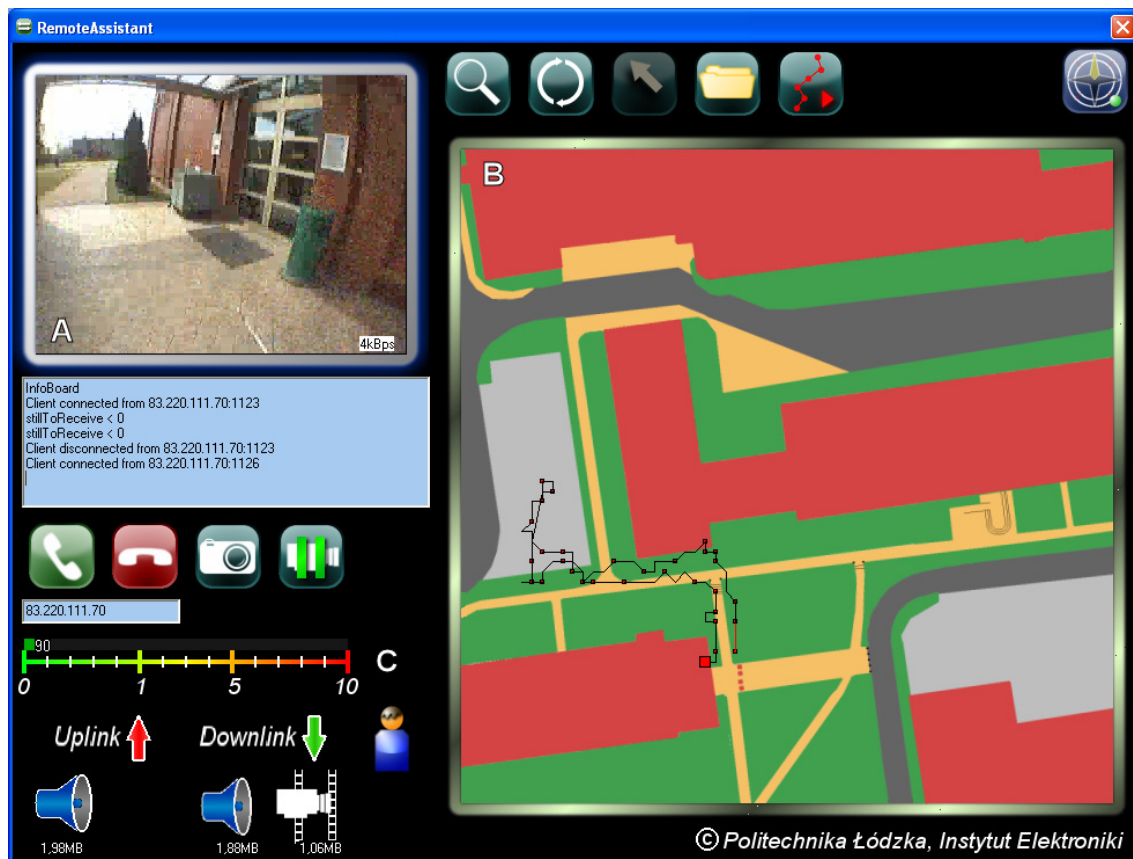 RemoteAssistant
A
4kBps
B
InfoBoard
Client connected from 83.220.111.70:1123
stillToReceive < 0
stillToReceive < 0
Client disconnected from 83.220.111.70:1123
Client connected from 83.220.111.70:1126
83.220.111.70
90
C
0 1 5 10
Uplink Downlink
1,98MB 1,88MB 1,06MB
© Politechnika Łódzka, Instytut Elektroniki